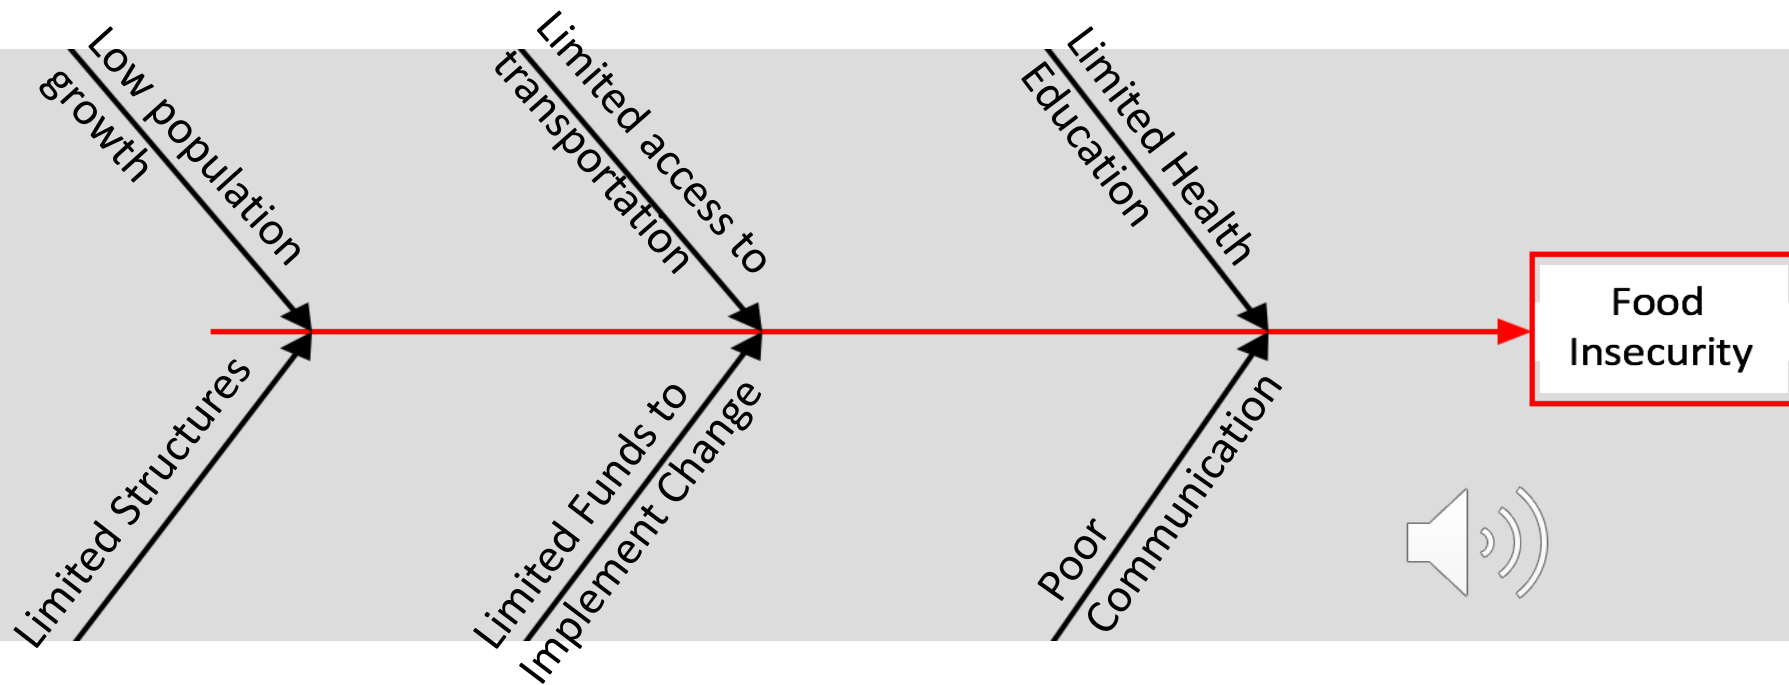 Low population
growth
Limited access to
transportation
Limited Health
Education
Food
Insecurity
Limited Structures
Limited Funds to
Implement Change
Poor
Communication